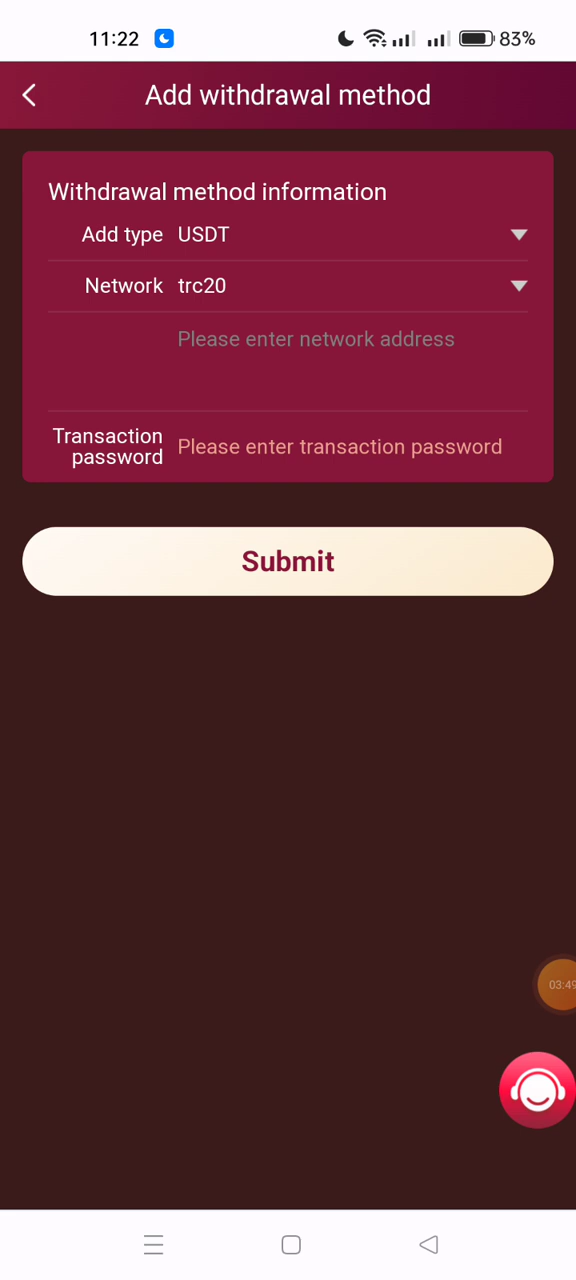 11:22
83%
Add withdrawal method
Withdrawal method information
Add type USDT
Network trc20
Please enter network address
Transaction password
Please enter transaction password
Submit
03:49